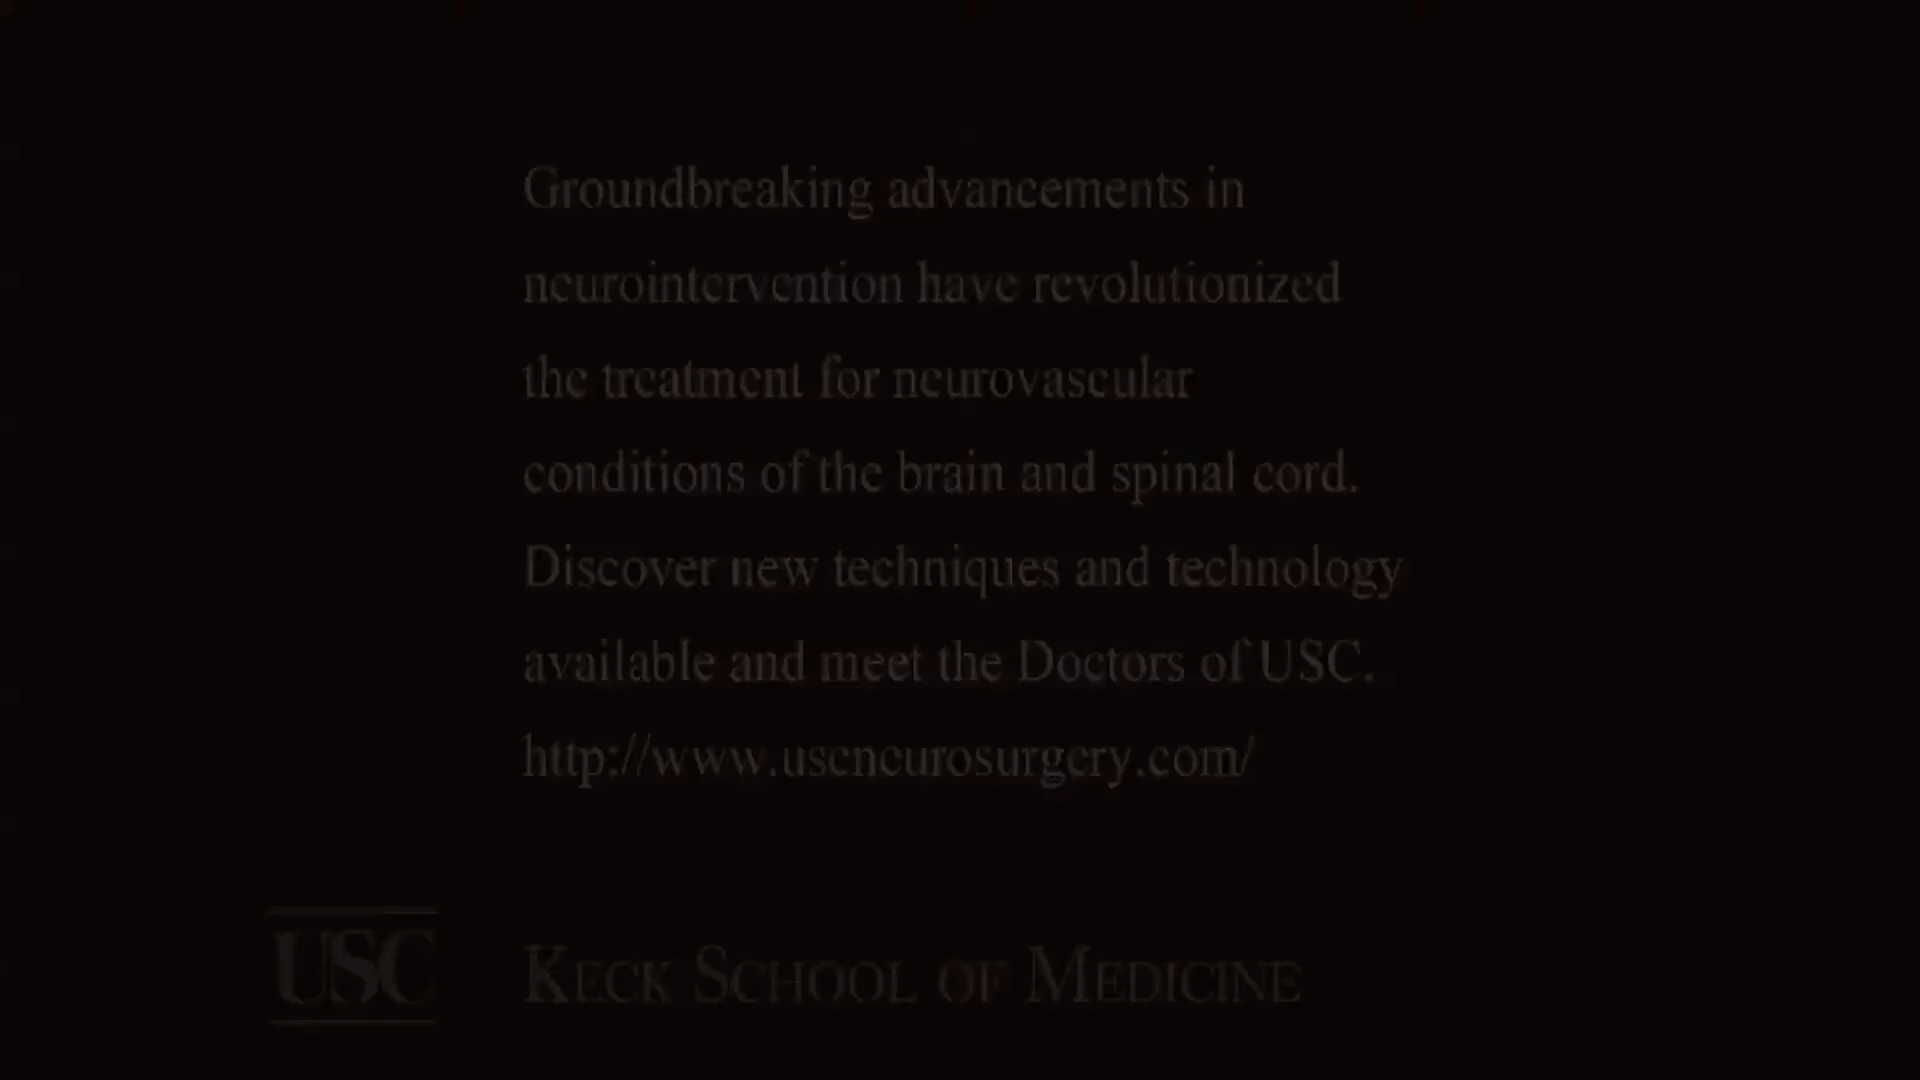 Groundbreaking advancements in
neurointervention have revolutionized
the treatment for neurovascular
conditions of the brain and spinal cord.
Discover new techniques and technology
available and meet the Doctors of USC.
http://www.uscneurosurgery.com/
USC KECK SCHOOL OF MEDICINE